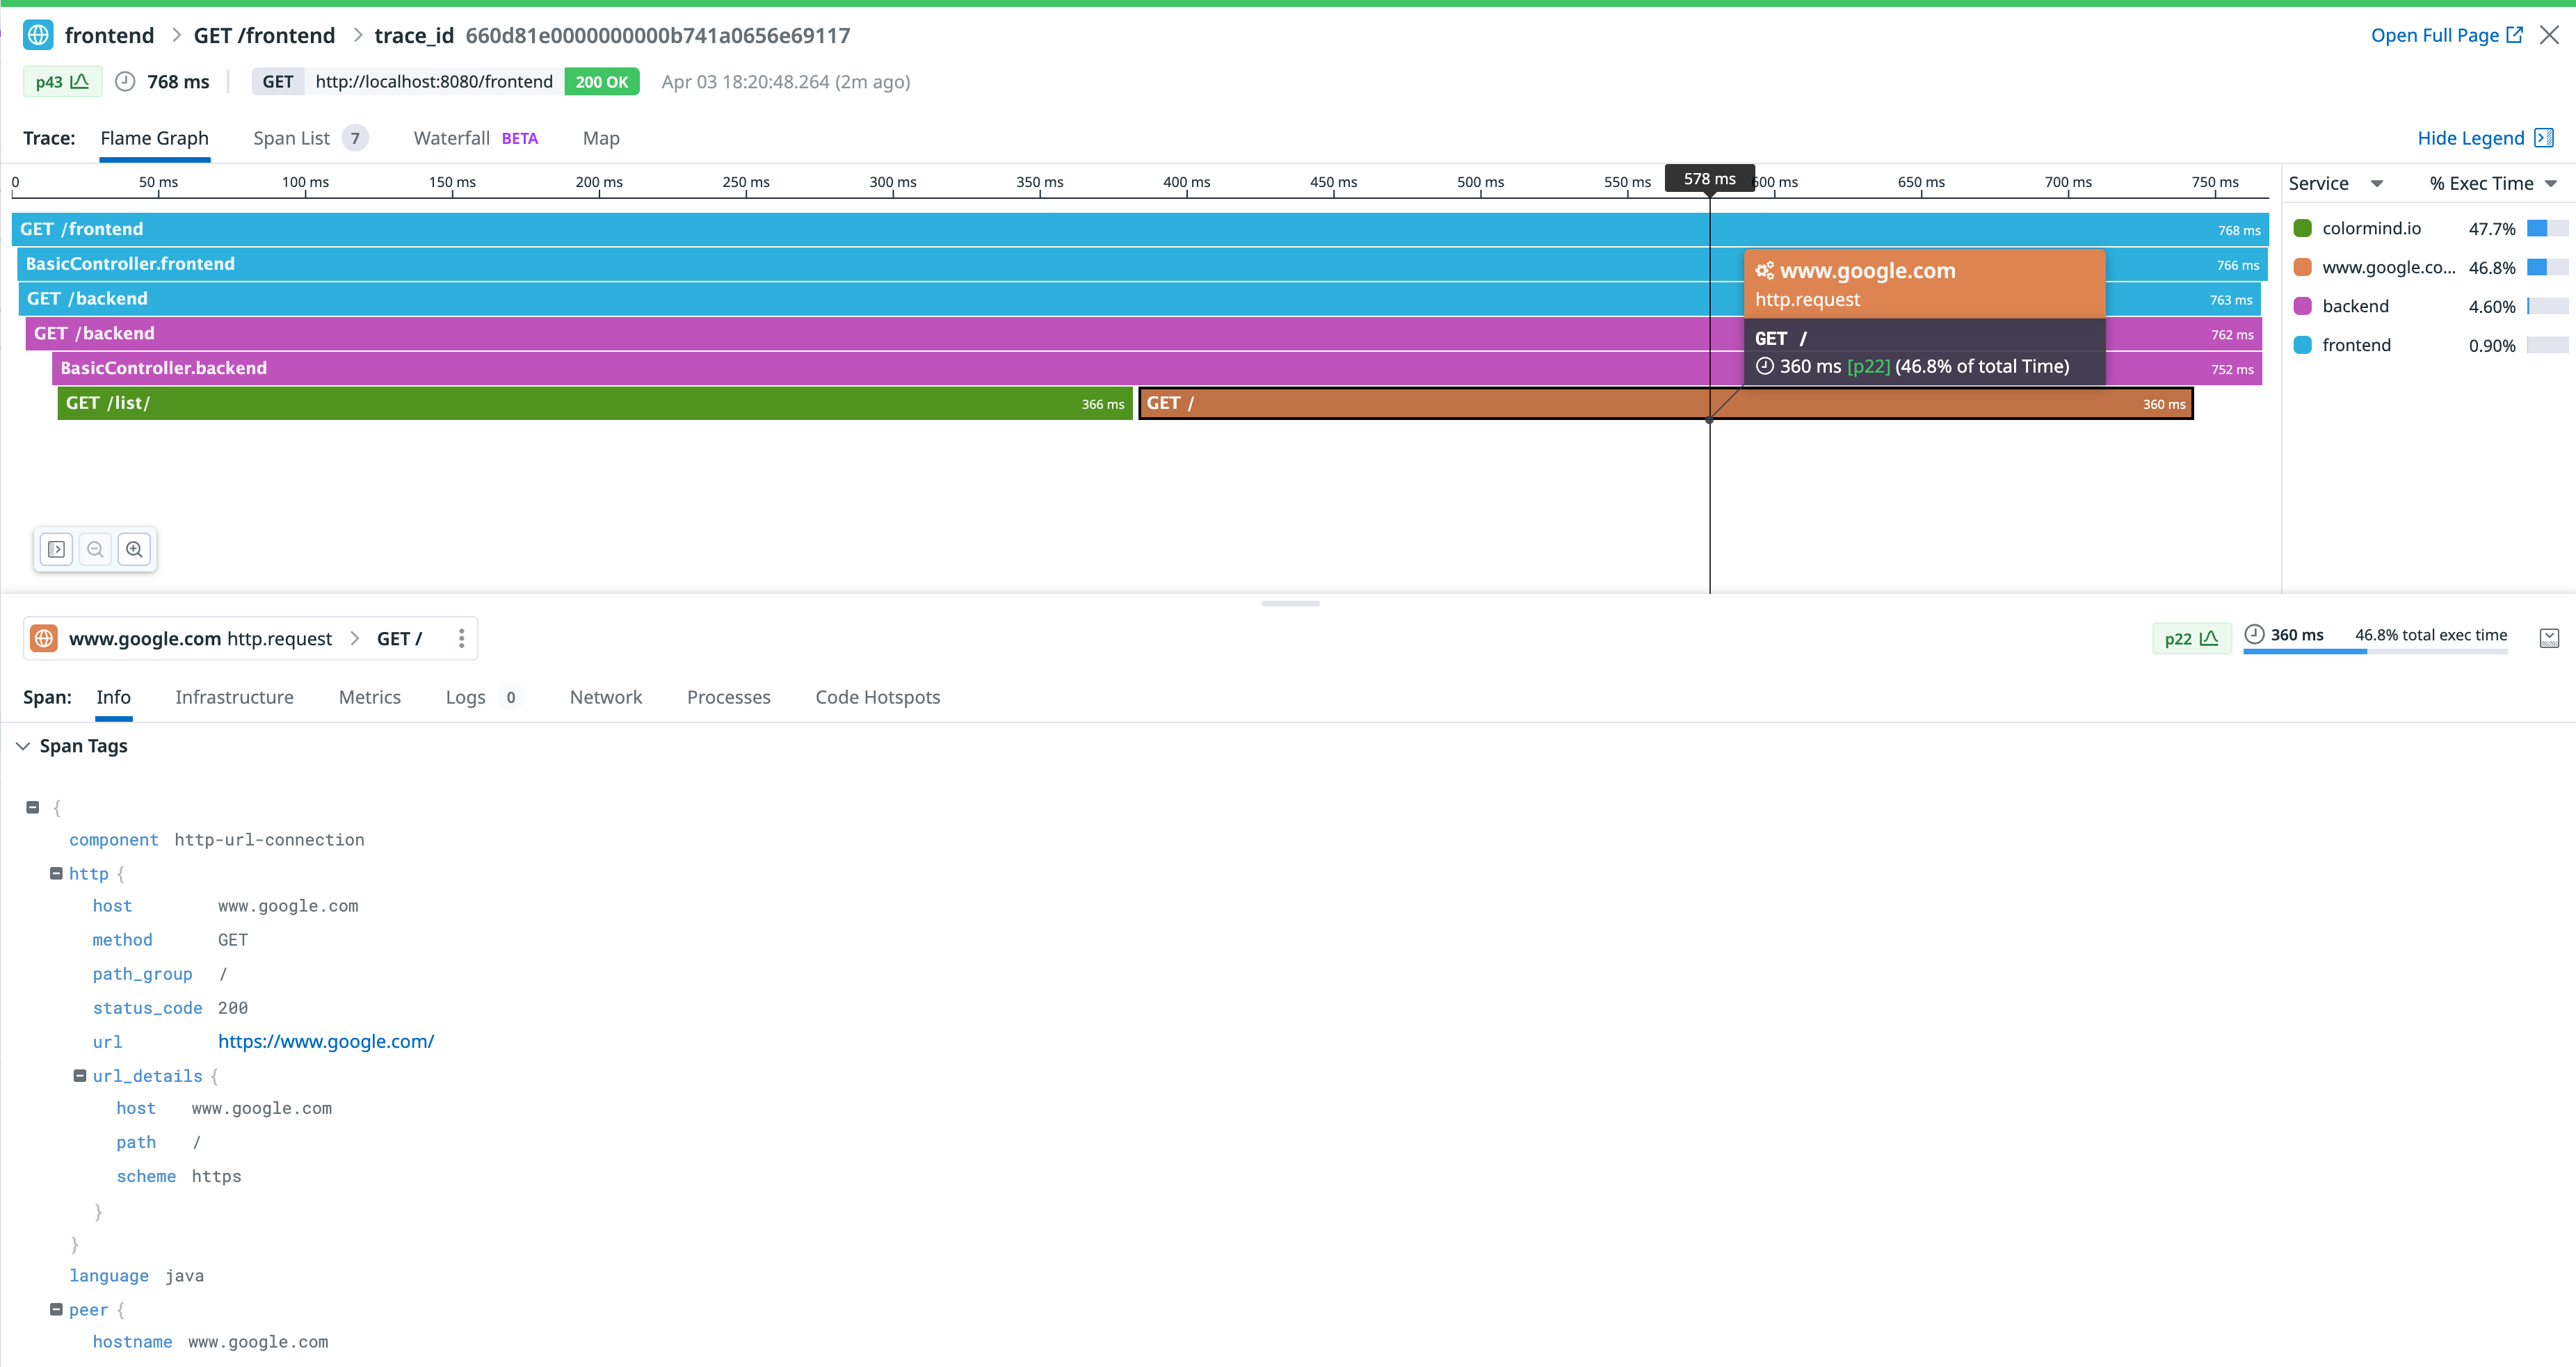 frontend > GET /frontend > trace_id 660d81e0000000000b741a0656e69117 Open Full Page
p43 768 ms GET http://localhost:8080/frontend 200 OK Apr 03 18:20:48.264 (2m ago)
Trace: Flame Graph Span List 7 Waterfall BETA Map Hide Legend
0 50 ms 100 ms 150 ms 200 ms 250 ms 300 ms 350 ms 400 ms 450 ms 500 ms 550 ms 578 ms 600 ms 650 ms 700 ms 750 ms Service % Exec Time
GET /frontend 768 ms colormind.io 47.7%
BasicController.frontend 766 ms www.google.co... 46.8%
www.google.com
http.request
GET /backend 763 ms backend 4.60%
GET /backend 762 ms frontend 0.90%
GET /
360 ms [p22] (46.8% of total Time)
BasicController.backend 752 ms
GET /list/ 366 ms GET / 360 ms
www.google.com http.request > GET / p22 360 ms 46.8% total exec time
Span: Info Infrastructure Metrics Logs 0 Network Processes Code Hotspots
Span Tags
{
component http-url-connection
http {
host www.google.com
method GET
path_group /
status_code 200
url https://www.google.com/
url_details {
host www.google.com
path /
scheme https
}
}
language java
peer {
hostname www.google.com